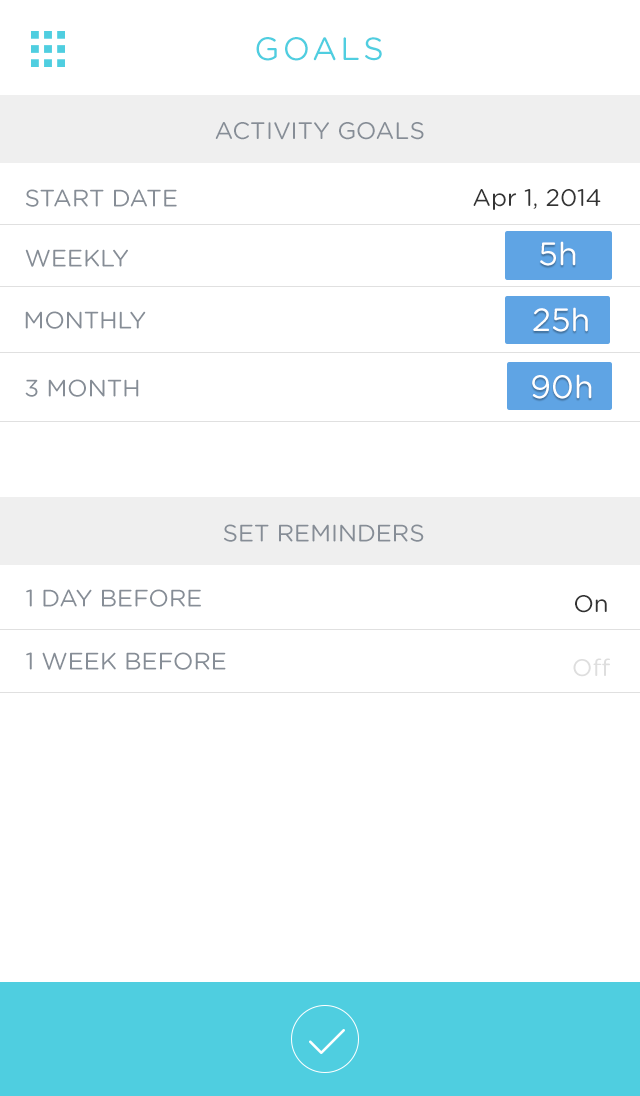 GOALS
ACTIVITY GOALS
START DATE Apr 1, 2014
WEEKLY 5h
MONTHLY 25h
3 MONTH 90h
SET REMINDERS
1 DAY BEFORE On
1 WEEK BEFORE Off